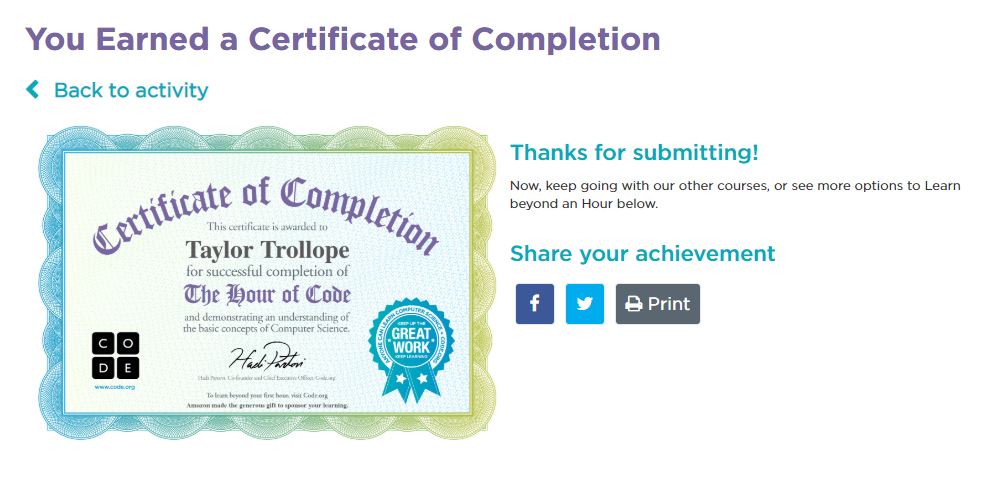 You Earned a Certificate of Completion
Back to activity
Certificate of Completion
This certificate is awarded to
Taylor Trollope
for successful completion of
The Hour of Code
and demonstrating an understanding of
the basic concepts of Computer Science.
Hadi Partovi
Hadi Partovi, Co-founder and Chief Executive Officer, Code.org
To learn beyond your first hour, visit Code.org
Amazon made the generous gift to sponsor your learning.
C O
D E
www.code.org
ANYONE CAN LEARN COMPUTER SCIENCE
KEEP UP THE
GREAT
WORK
KEEP LEARNING
CODE.ORG
Thanks for submitting!
Now, keep going with our other courses, or see more options to Learn
beyond an Hour below.
Share your achievement
Print